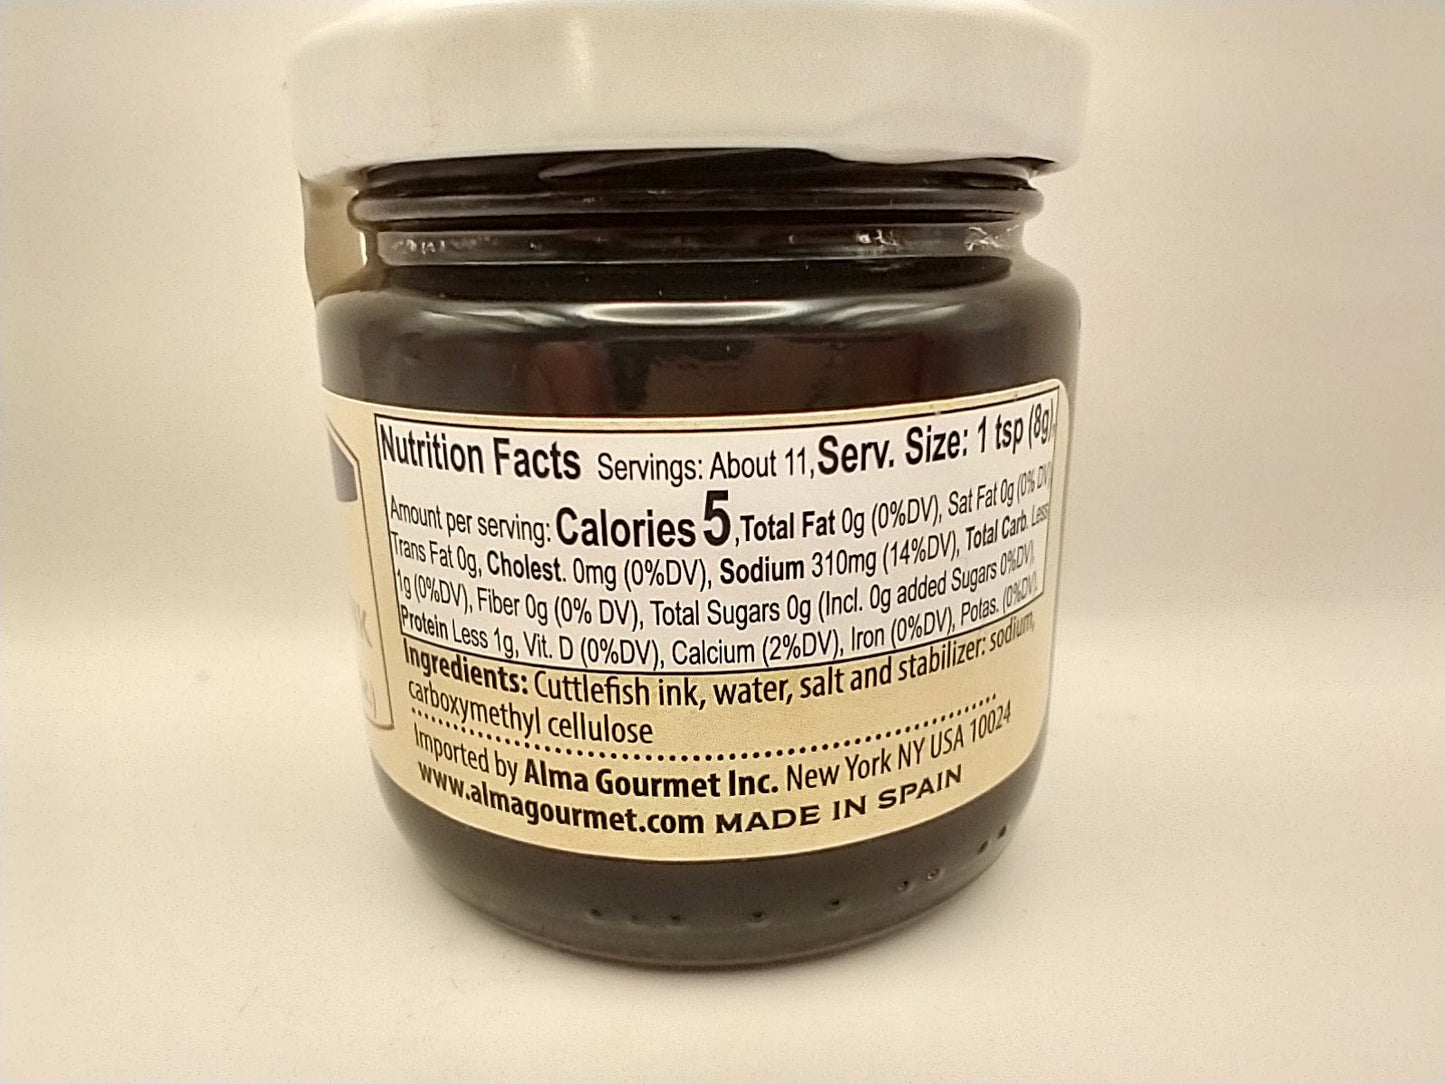 Nutrition Facts Servings: About 11, Serv. Size: 1 tsp (8g),
Amount per serving: Calories 5, Total Fat 0g (0%DV), Sat Fat 0g (0% DV)
Trans Fat 0g, Cholest. 0mg (0%DV), Sodium 310mg (14%DV), Total Carb. Less
1g (0%DV), Fiber 0g (0% DV), Total Sugars 0g (Incl. 0g added Sugars 0%DV),
Protein Less 1g, Vit. D (0%DV), Calcium (2%DV), Iron (0%DV), Potas. (0%DV).
Ingredients: Cuttlefish ink, water, salt and stabilizer: sodium,
carboxymethyl cellulose
Imported by Alma Gourmet Inc. New York NY USA 10024
www.almagourmet.com MADE IN SPAIN